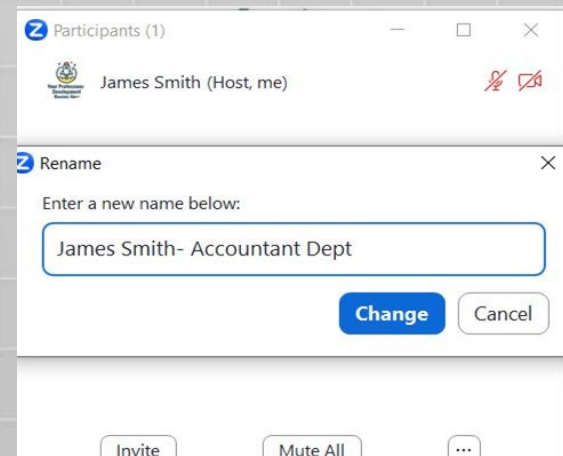 Participants (1)
James Smith (Host, me)
Rename
Enter a new name below:
James Smith- Accountant Dept
Change Cancel
Invite Mute All ...